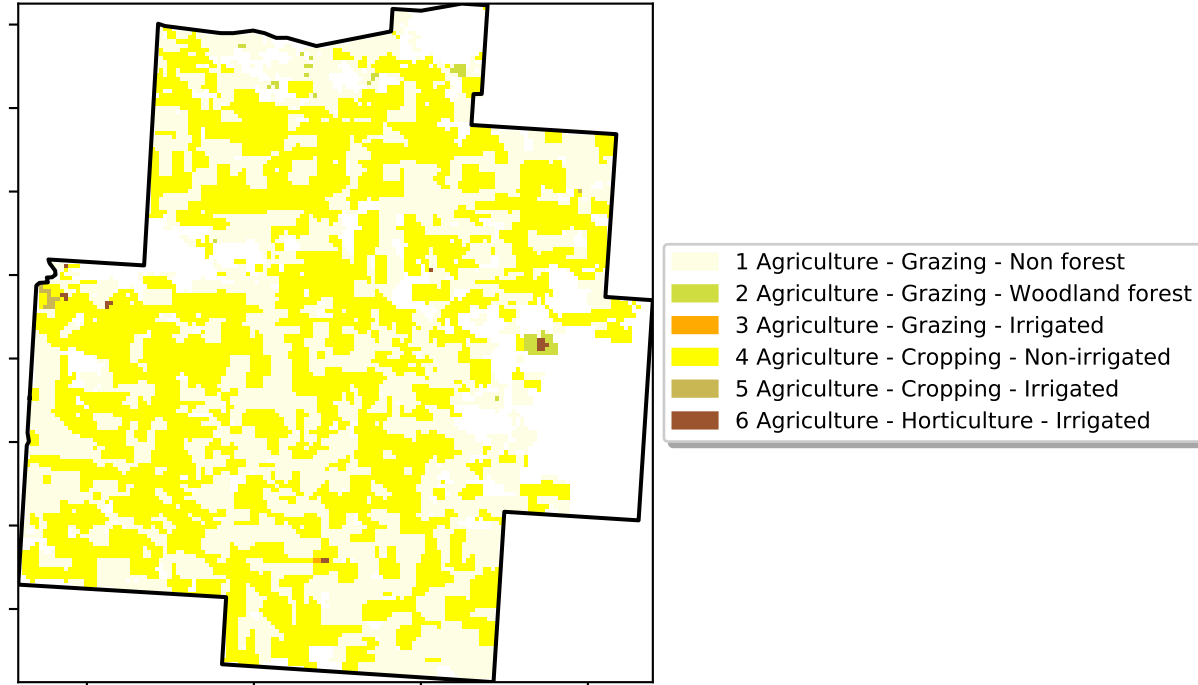 1 Agriculture - Grazing - Non forest
2 Agriculture - Grazing - Woodland forest
3 Agriculture - Grazing - Irrigated
4 Agriculture - Cropping - Non-irrigated
5 Agriculture - Cropping - Irrigated
6 Agriculture - Horticulture - Irrigated